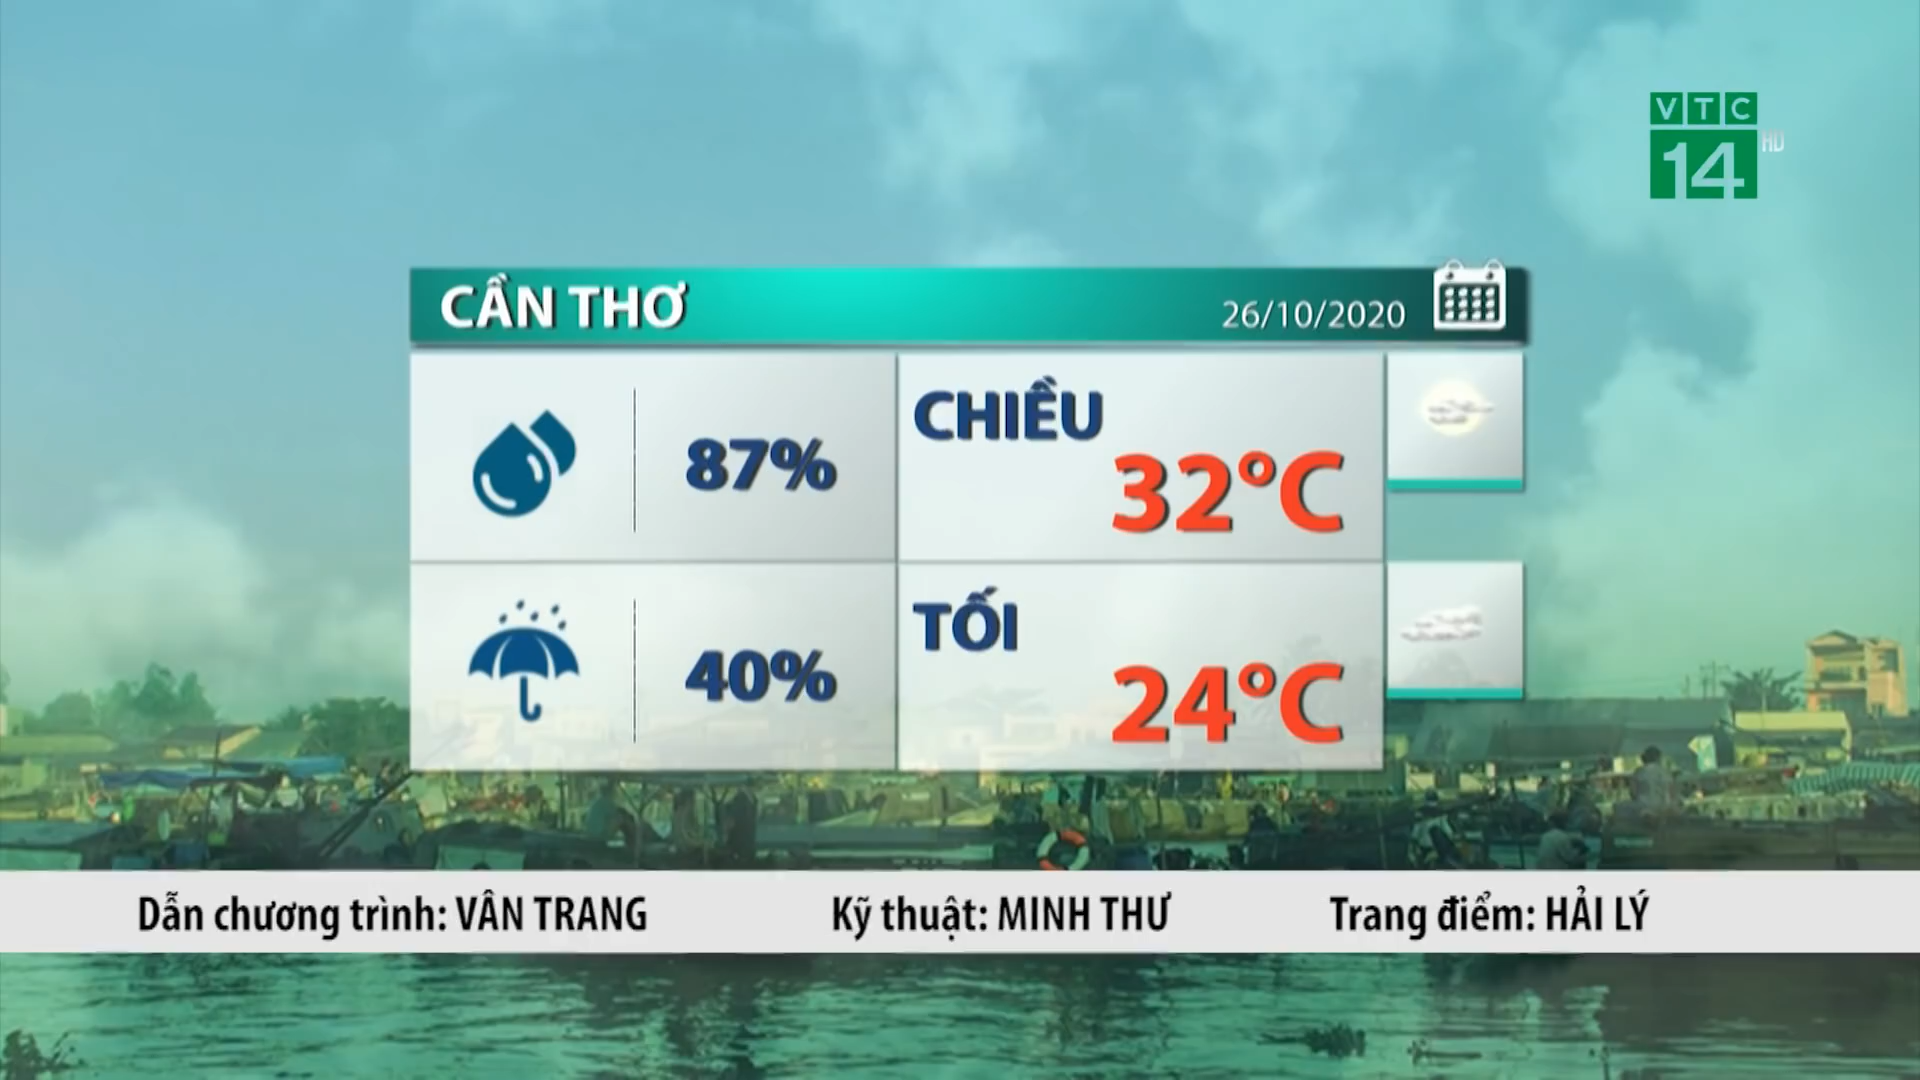 VTC
14 HD
CẦN THƠ
26/10/2020
87%
CHIỀU
32°C
40%
TỐI
24°C
Dẫn chương trình: VÂN TRANG
Kỹ thuật: MINH THƯ
Trang điểm: HẢI LÝ